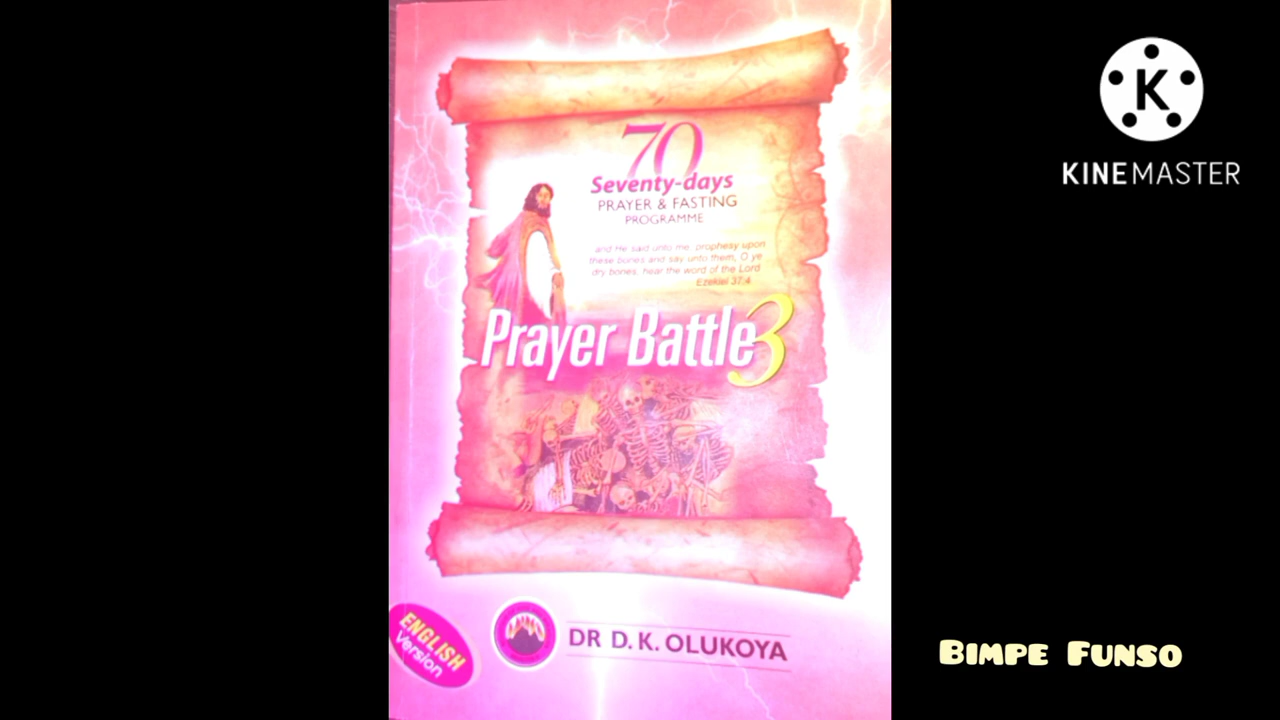 70
Seventy-days
PRAYER & FASTING
PROGRAMME
and He said unto me, prophesy upon
these bones and say unto them, O ye
dry bones, hear the word of the Lord
Ezekiel 37:4
Prayer Battle 3
ENGLISH
Version
DR D. K. OLUKOYA
K
KINEMASTER
BIMPE FUNSO